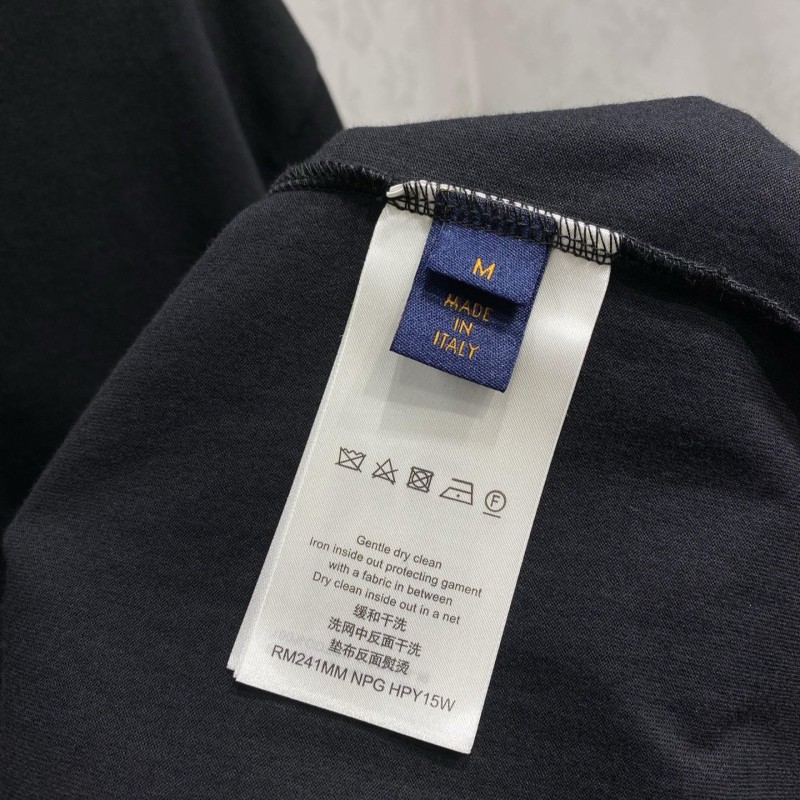 M
MADE
IN
ITALY
F
Gentle dry clean
Iron inside out protecting gament
with a fabric in between
Dry clean inside out in a net
缓和干洗
洗网中反面干洗
垫布反面熨烫
RM241MM NPG HPY15W